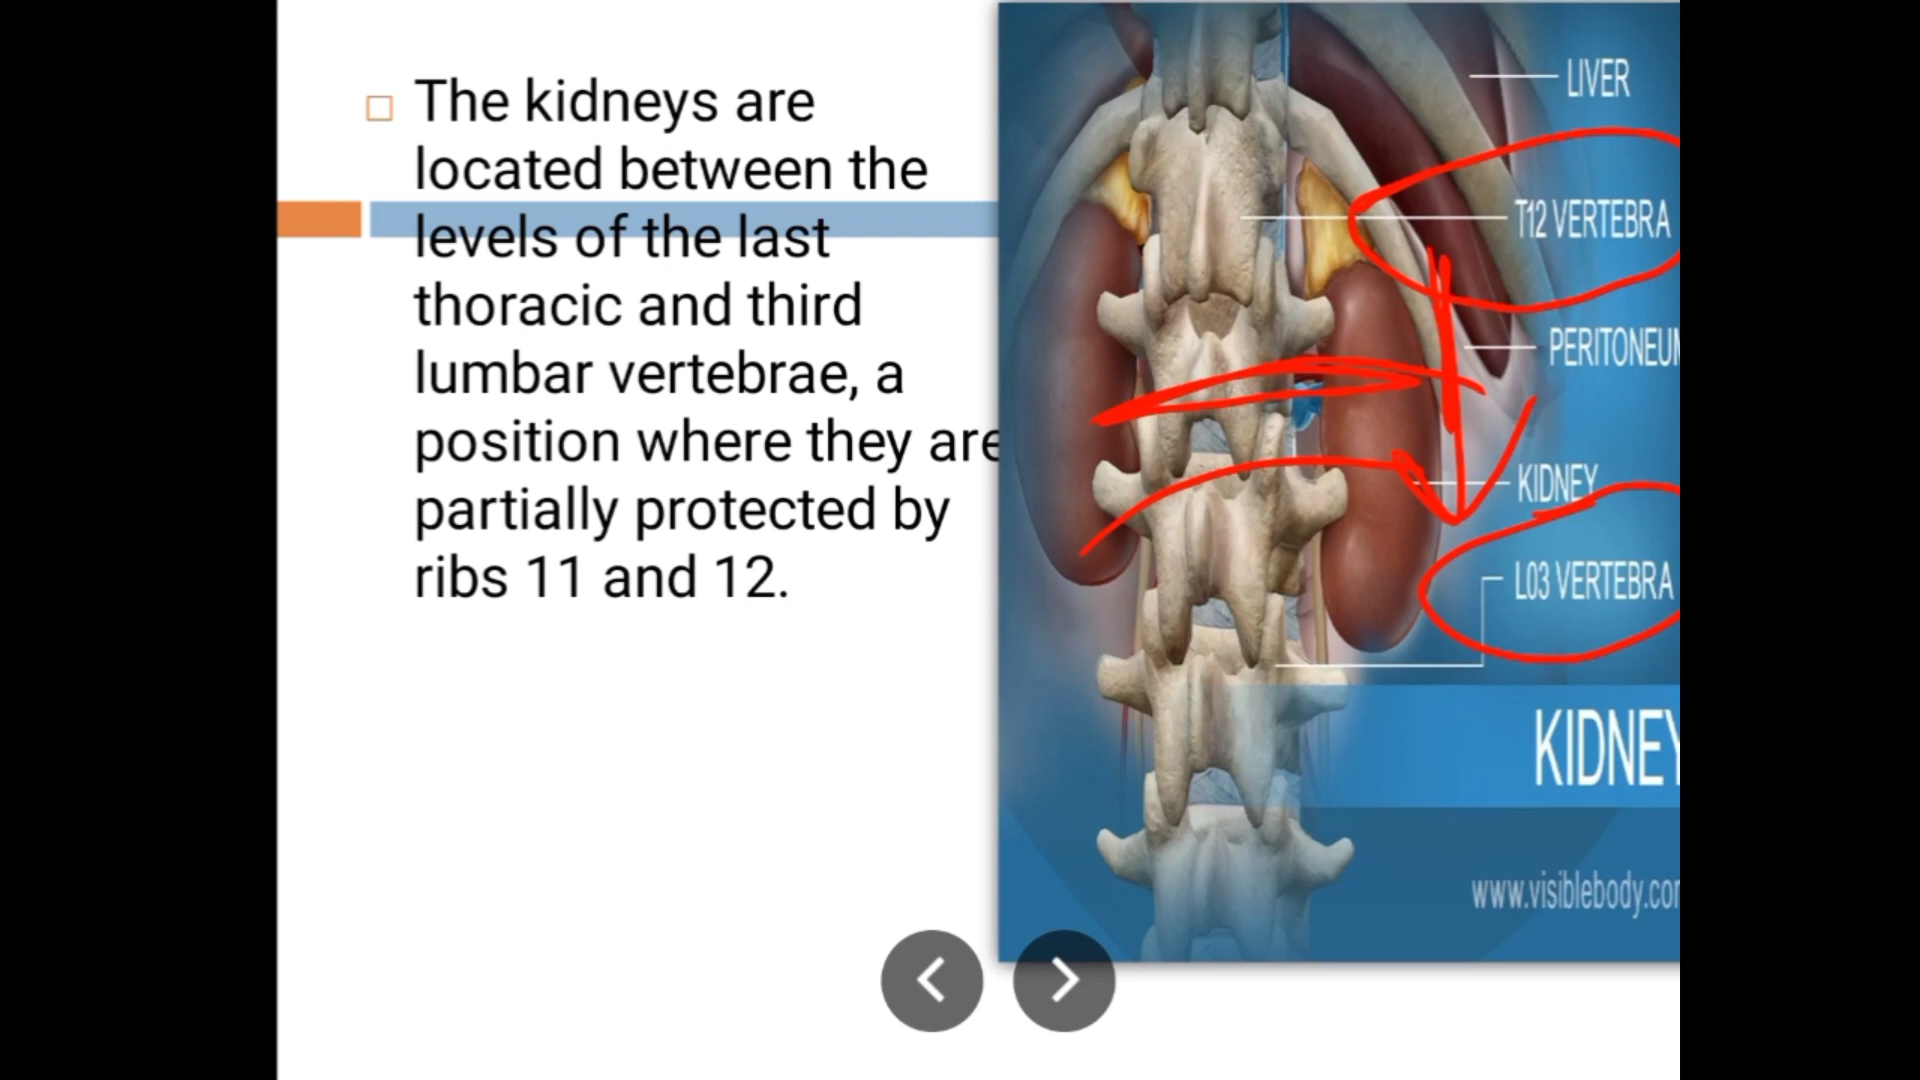 The kidneys are
located between the
levels of the last
thoracic and third
lumbar vertebrae, a
position where they are
partially protected by
ribs 11 and 12.
LIVER
T12 VERTEBRA
PERITONEUM
KIDNEY
L03 VERTEBRA
KIDNEY
www.visiblebody.com